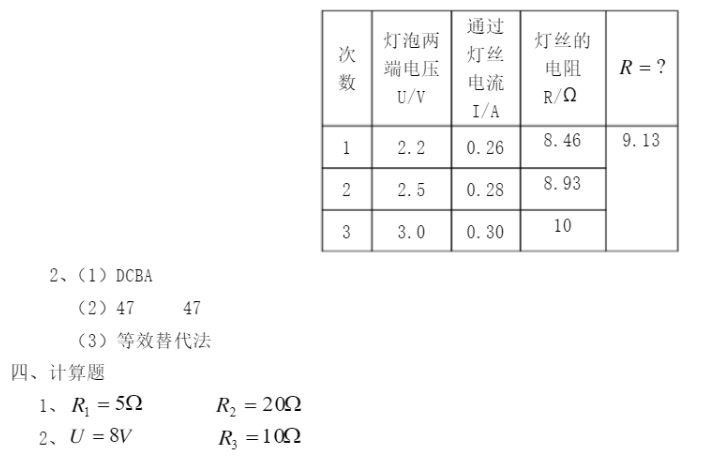 次数 灯泡两端电压U/V 通过灯丝电流I/A 灯丝的电阻R/Ω R = ?
1 2.2 0.26 8.46 9.13
2 2.5 0.28 8.93
3 3.0 0.30 10
2、（1）DCBA
（2）47 47
（3）等效替代法
四、计算题
1、 R₁ = 5Ω R₂ = 20Ω
2、 U = 8V R₃ = 10Ω